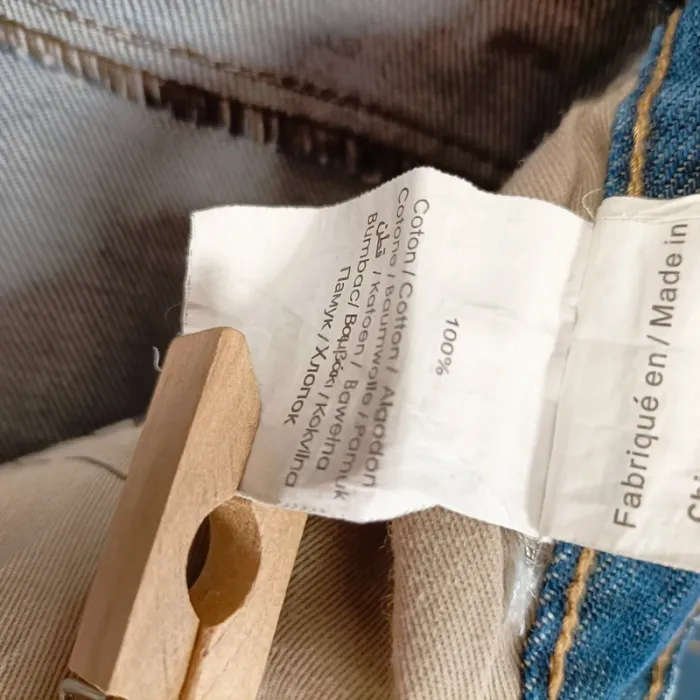 100%
Coton / Cotton / Algodon
Cotone / Baumwolle / Pamuk
قطن / Katoen / Bawełna
Bumbac / Βαμβάκι / Kokvilna
Памук / Хлопок
Fabriqué en / Made in